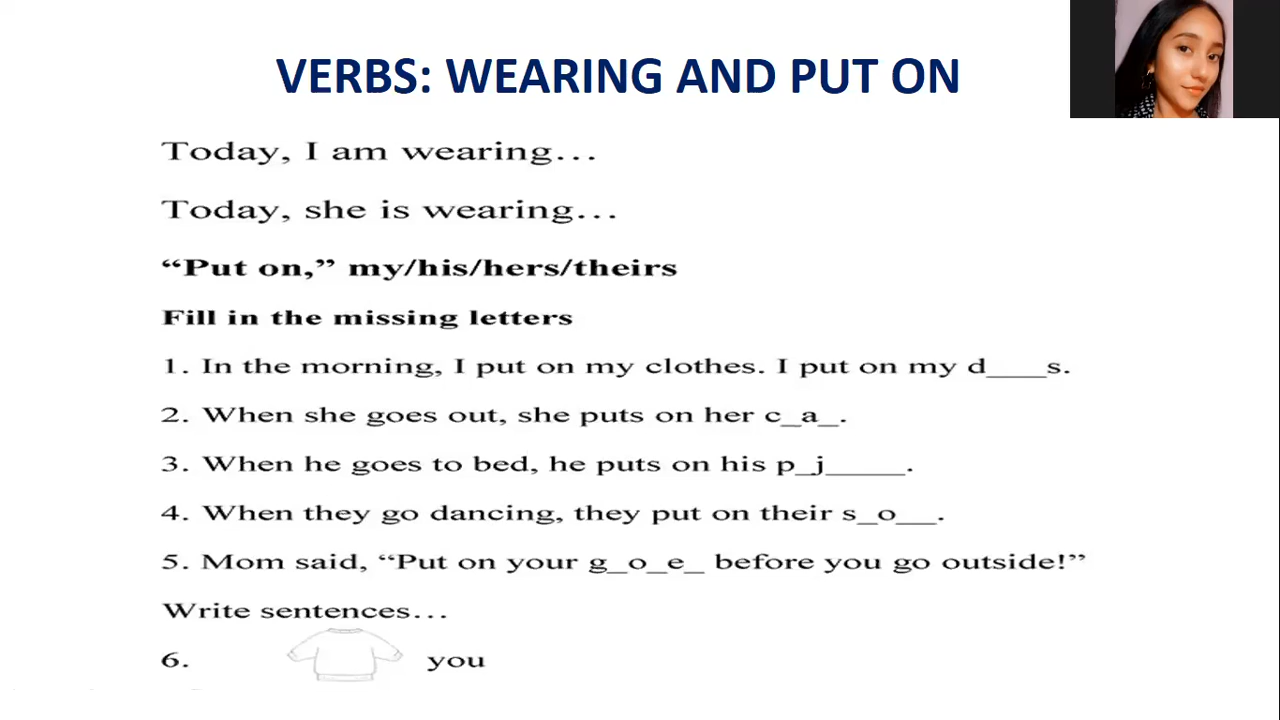 VERBS: WEARING AND PUT ON
Today, I am wearing...
Today, she is wearing...
“Put on,” my/his/hers/theirs
Fill in the missing letters
1. In the morning, I put on my clothes. I put on my d____s.
2. When she goes out, she puts on her c_a_.
3. When he goes to bed, he puts on his p_j_____.
4. When they go dancing, they put on their s_o__.
5. Mom said, “Put on your g_o_e_ before you go outside!”
Write sentences...
6. you